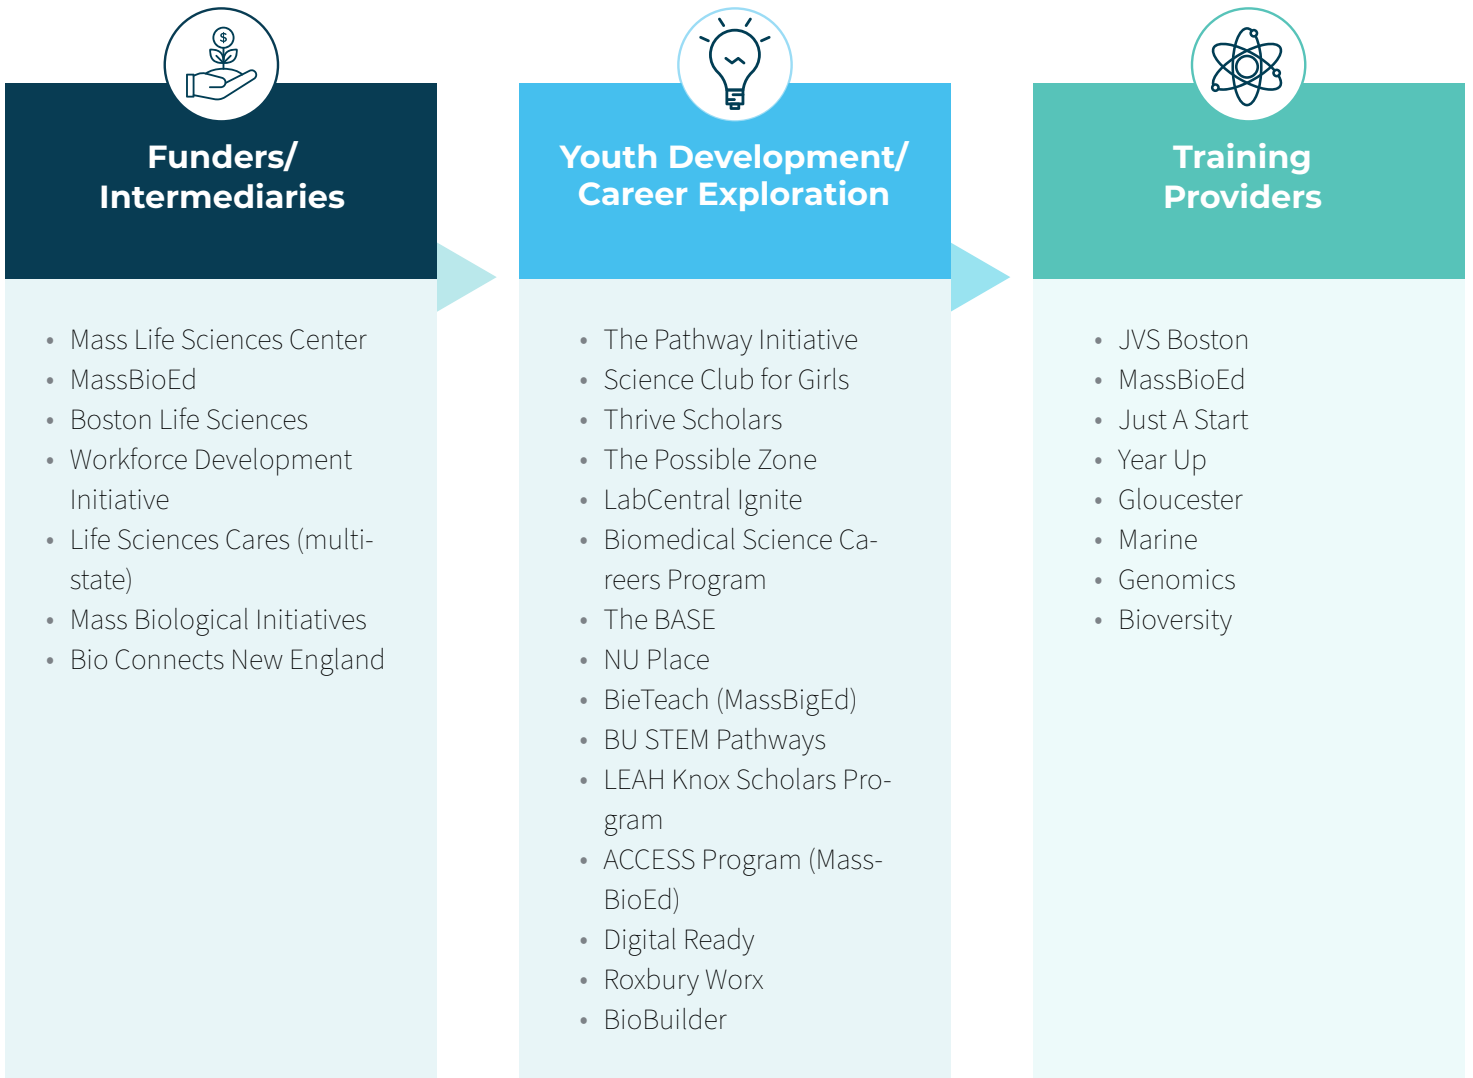 $
Funders/
Intermediaries
• Mass Life Sciences Center
• MassBioEd
• Boston Life Sciences
• Workforce Development
Initiative
• Life Sciences Cares (multi-
state)
• Mass Biological Initiatives
• Bio Connects New England
Youth Development/
Career Exploration
• The Pathway Initiative
• Science Club for Girls
• Thrive Scholars
• The Possible Zone
• LabCentral Ignite
• Biomedical Science Ca-
reers Program
• The BASE
• NU Place
• BieTeach (MassBigEd)
• BU STEM Pathways
• LEAH Knox Scholars Pro-
gram
• ACCESS Program (Mass-
BioEd)
• Digital Ready
• Roxbury Worx
• BioBuilder
Training
Providers
• JVS Boston
• MassBioEd
• Just A Start
• Year Up
• Gloucester
• Marine
• Genomics
• Bioversity